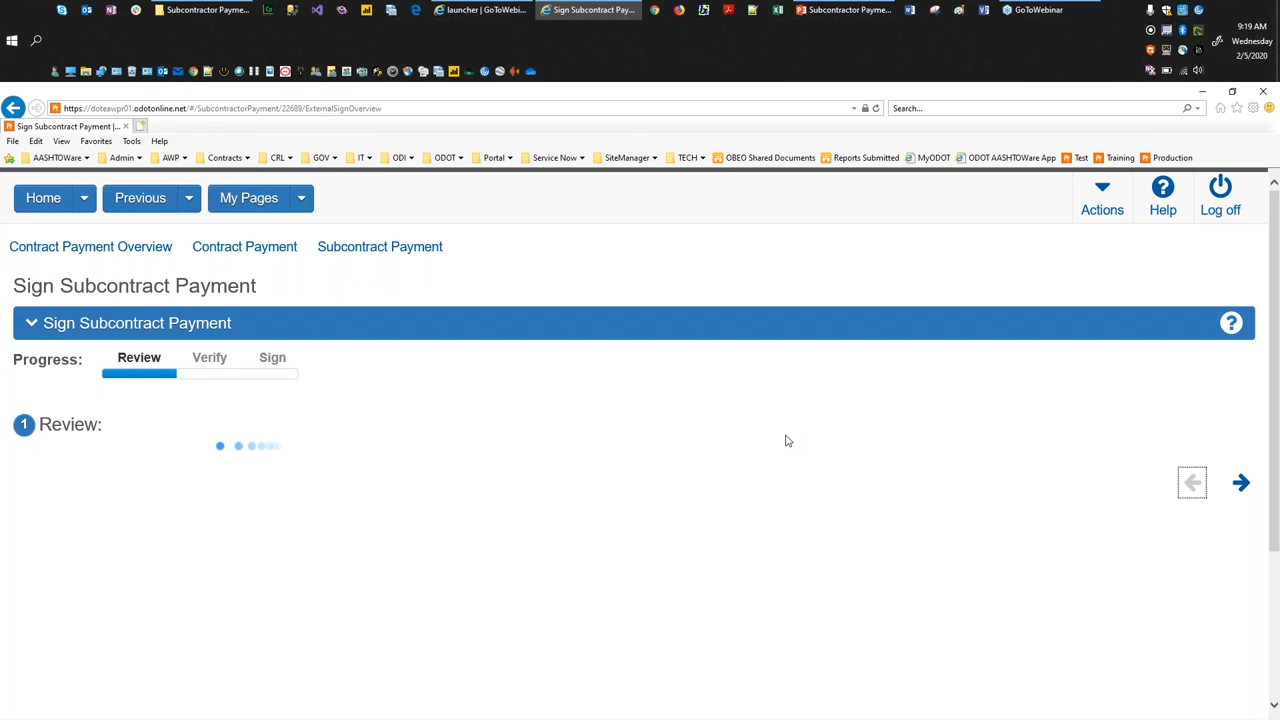 Subcontractor Payme...
launcher | GoToWebi...
Sign Subcontract Pay...
Subcontractor Payme...
GoToWebinar
9:19 AM
Wednesday
2/5/2020
https://doteawpr01.odotonline.net/#/SubcontractorPayment/22689/ExternalSignOverview
Search...
Sign Subcontract Payment |...
File Edit View Favorites Tools Help
AASHTOWare Admin AWP Contracts CRL GOV IT ODI ODOT Portal Service Now SiteManager TECH OBEO Shared Documents Reports Submitted MyODOT ODOT AASHTOWare App Test Training Production
Home Previous My Pages
Actions Help Log off
Contract Payment Overview Contract Payment Subcontract Payment
Sign Subcontract Payment
Sign Subcontract Payment
Progress: Review Verify Sign
1 Review: